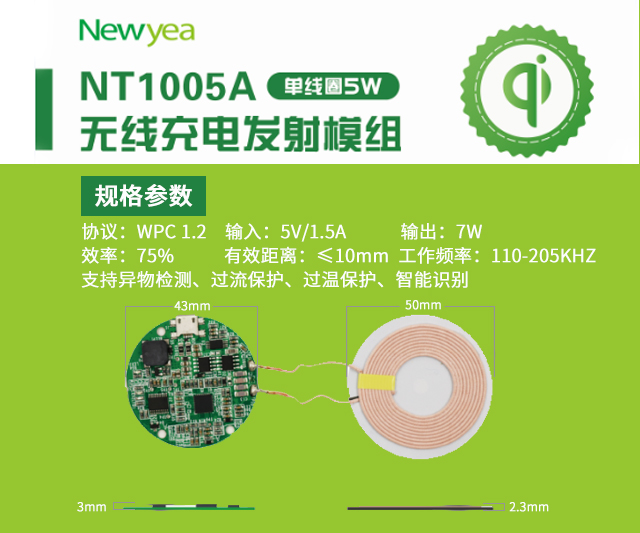 Newyea
NT1005A 单线圈5W
无线充电发射模组
规格参数
协议：WPC 1.2 输入：5V/1.5A 输出：7W
效率：75% 有效距离：≤10mm 工作频率：110-205KHZ
支持异物检测、过流保护、过温保护、智能识别
43mm
50mm
3mm
2.3mm